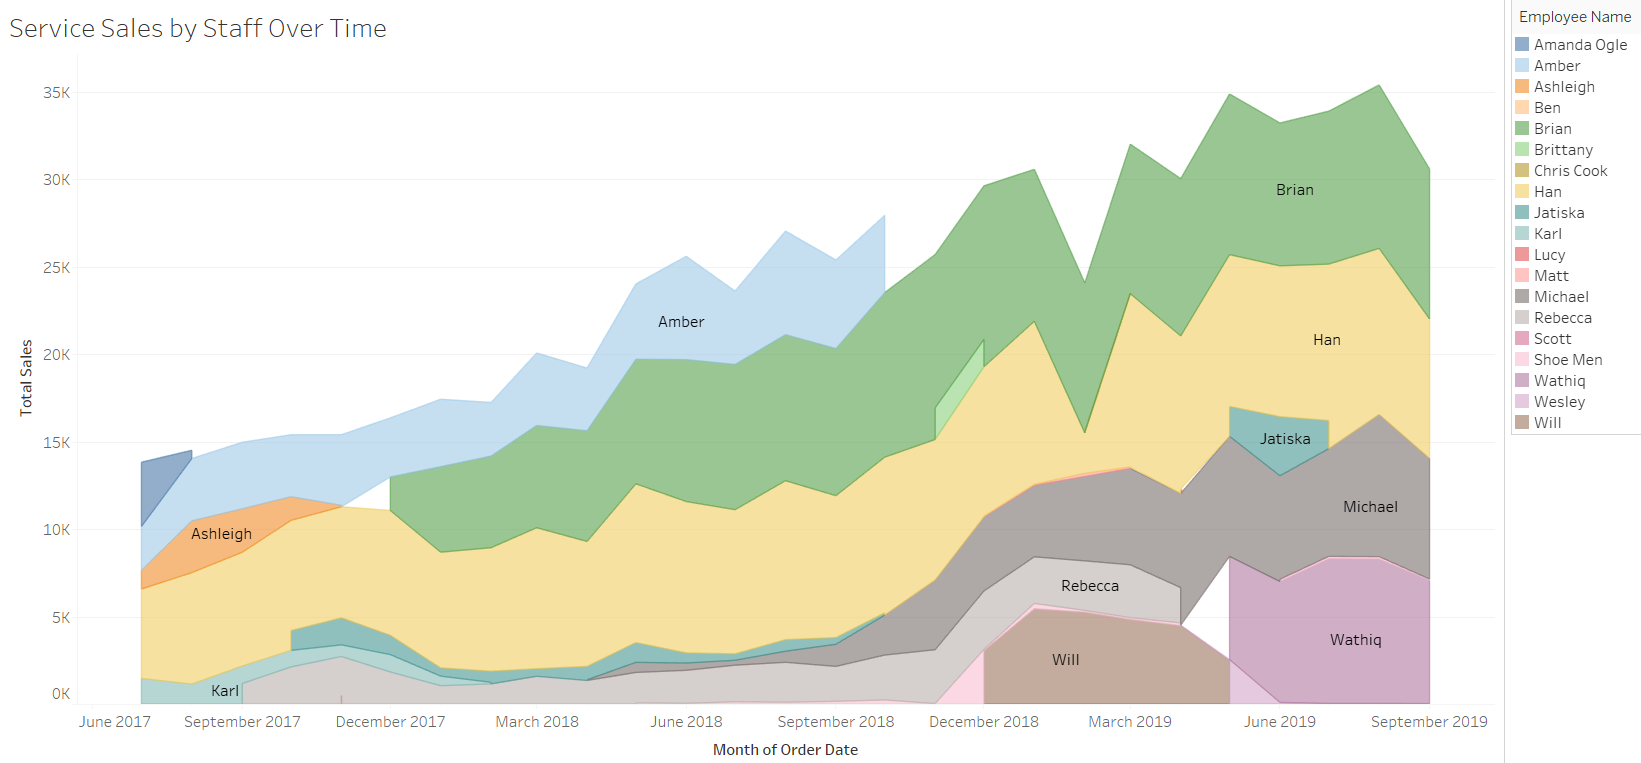 Service Sales by Staff Over Time
Employee Name
Amanda Ogle
Amber
Ashleigh
Ben
Brian
Brittany
Chris Cook
Han
Jatiska
Karl
Lucy
Matt
Michael
Rebecca
Scott
Shoe Men
Wathiq
Wesley
Will
35K
30K
25K
20K
15K
10K
5K
0K
Total Sales
Brian
Amber
Han
Jatiska
Michael
Ashleigh
Rebecca
Wathiq
Will
Karl
June 2017 September 2017 December 2017 March 2018 June 2018 September 2018 December 2018 March 2019 June 2019 September 2019
Month of Order Date